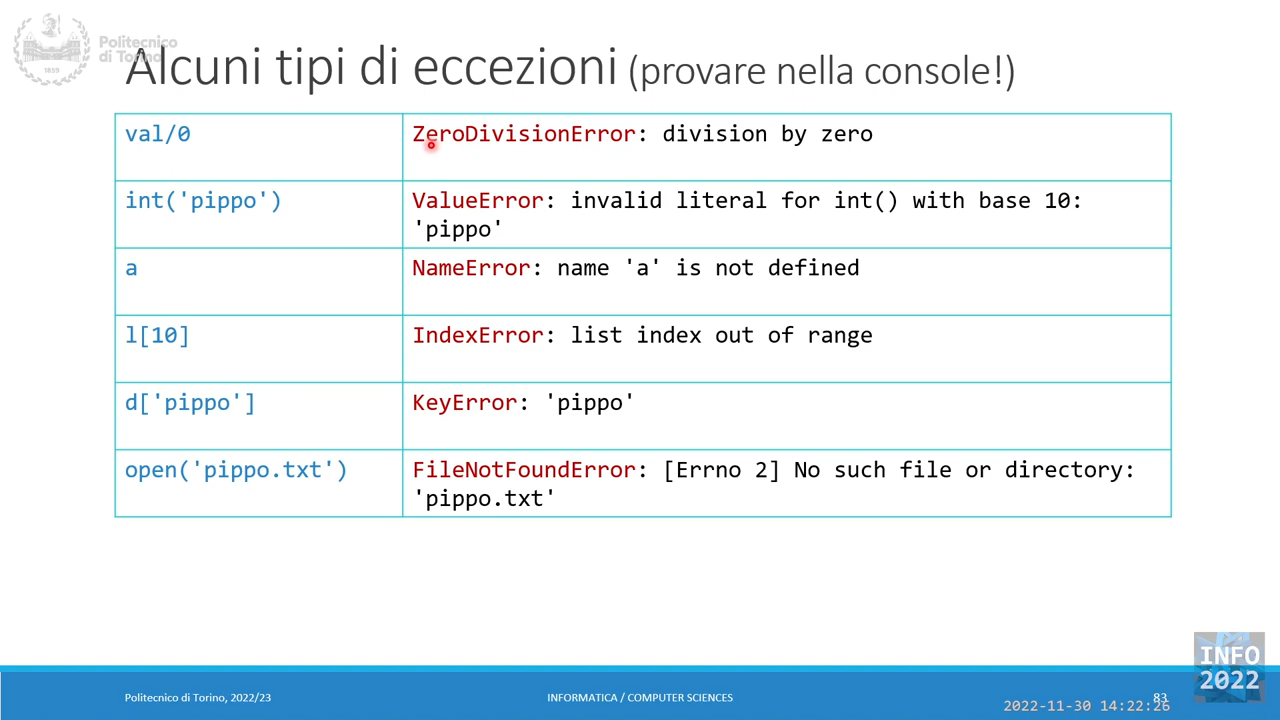 Politecnico
di Torino
1859
Alcuni tipi di eccezioni (provare nella console!)
val/0
ZeroDivisionError: division by zero
int('pippo')
ValueError: invalid literal for int() with base 10:
'pippo'
a
NameError: name 'a' is not defined
l[10]
IndexError: list index out of range
d['pippo']
KeyError: 'pippo'
open('pippo.txt')
FileNotFoundError: [Errno 2] No such file or directory:
'pippo.txt'
INFO
2022
Politecnico di Torino, 2022/23
INFORMATICA / COMPUTER SCIENCES
83
2022-11-30 14:22:26